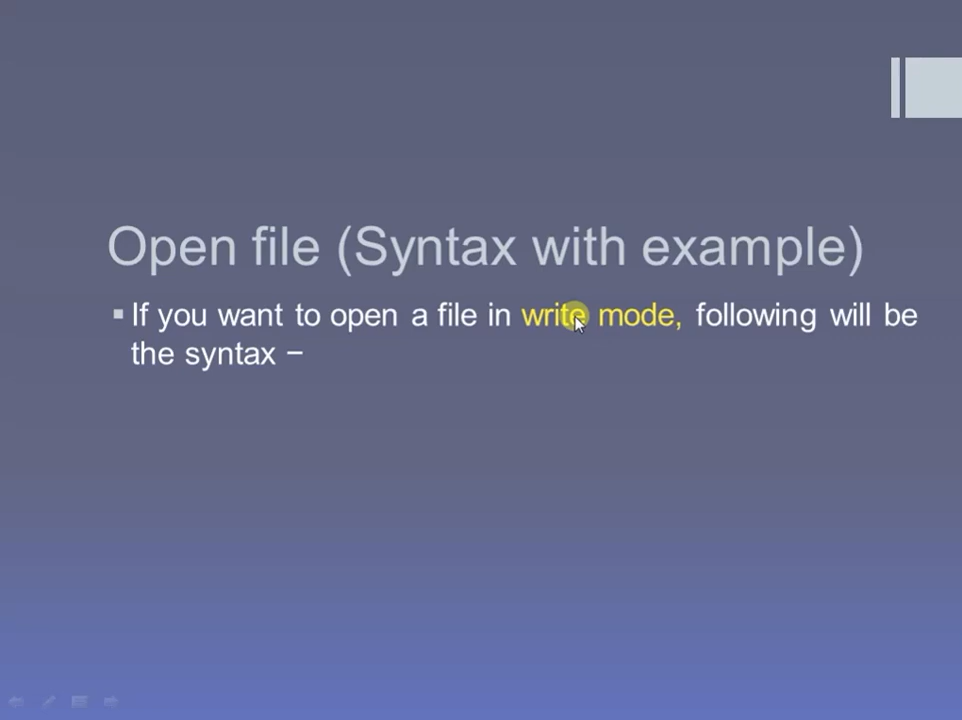 Open file (Syntax with example)
▪ If you want to open a file in write mode, following will be
the syntax −